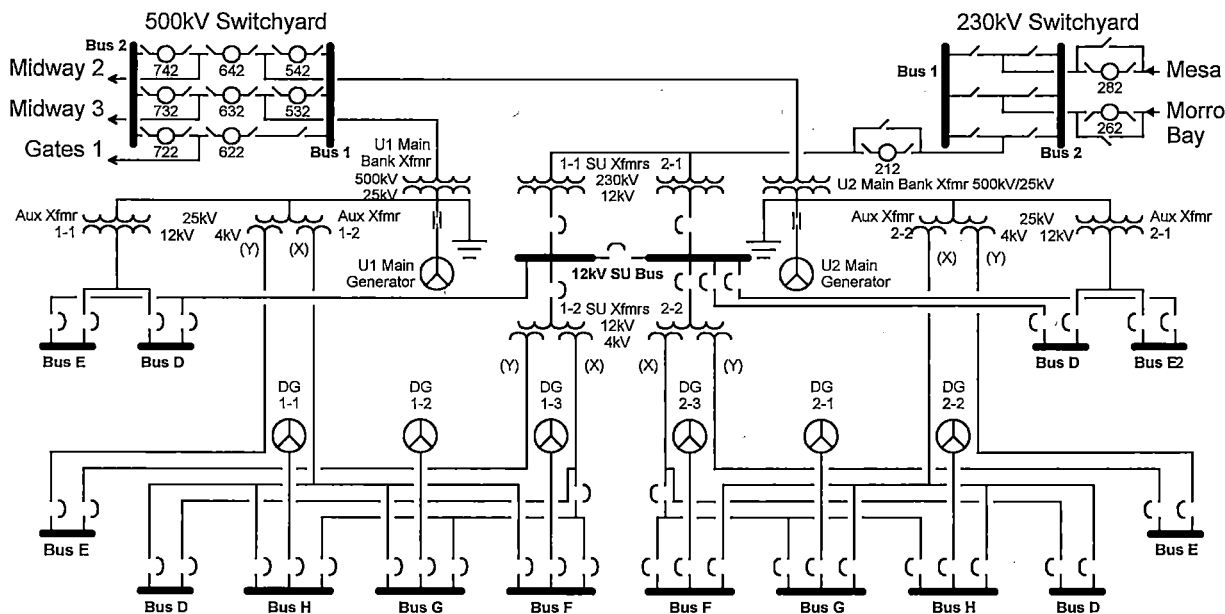 500kV Switchyard
230kV Switchyard
Bus 2
Midway 2
742
642
542
Midway 3
732
632
532
Gates 1
722
622
Bus 1
Bus 1
Bus 2
282
Mesa
262
Morro
Bay
212
U1 Main
Bank Xfmr
500kV
25kV
1-1 SU Xfmrs 2-1
230kV
12kV
U2 Main Bank Xfmr 500kV/25kV
Aux Xfmr
1-1
25kV
12kV
4kV
(Y)
(X)
Aux Xfmr
1-2
U1 Main
Generator
12kV SU Bus
U2 Main
Generator
Aux Xfmr
2-2
(X)
(Y)
25kV
4kV
12kV
Aux Xfmr
2-1
1-2 SU Xfmrs 2-2
12kV
4kV
(Y)
(X)
(X)
(Y)
Bus E
Bus D
Bus D
Bus E2
DG
1-1
DG
1-2
DG
1-3
DG
2-3
DG
2-1
DG
2-2
Bus E
Bus E
Bus D
Bus H
Bus G
Bus F
Bus F
Bus G
Bus H
Bus D